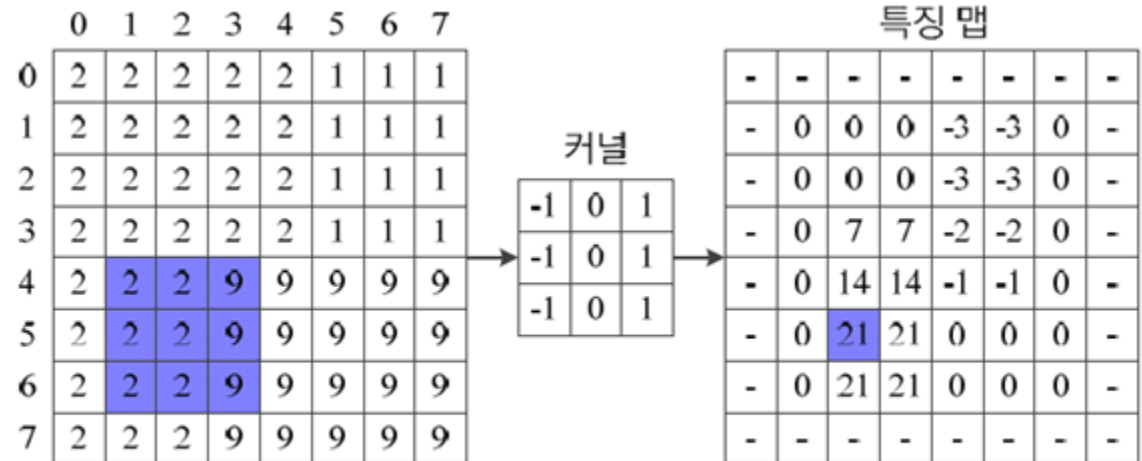 0 1 2 3 4 5 6 7
특징 맵
0 2 2 2 2 2 1 1 1
- - - - - - - -
1 2 2 2 2 2 1 1 1
- 0 0 0 -3 -3 0 -
커널
2 2 2 2 2 2 1 1 1
- 0 0 0 -3 -3 0 -
-1 0 1
3 2 2 2 2 2 1 1 1
- 0 7 7 -2 -2 0 -
-1 0 1
4 2 2 2 9 9 9 9 9
- 0 14 14 -1 -1 0 -
-1 0 1
5 2 2 2 9 9 9 9 9
- 0 21 21 0 0 0 -
6 2 2 2 9 9 9 9 9
- 0 21 21 0 0 0 -
7 2 2 2 9 9 9 9 9
- - - - - - - -